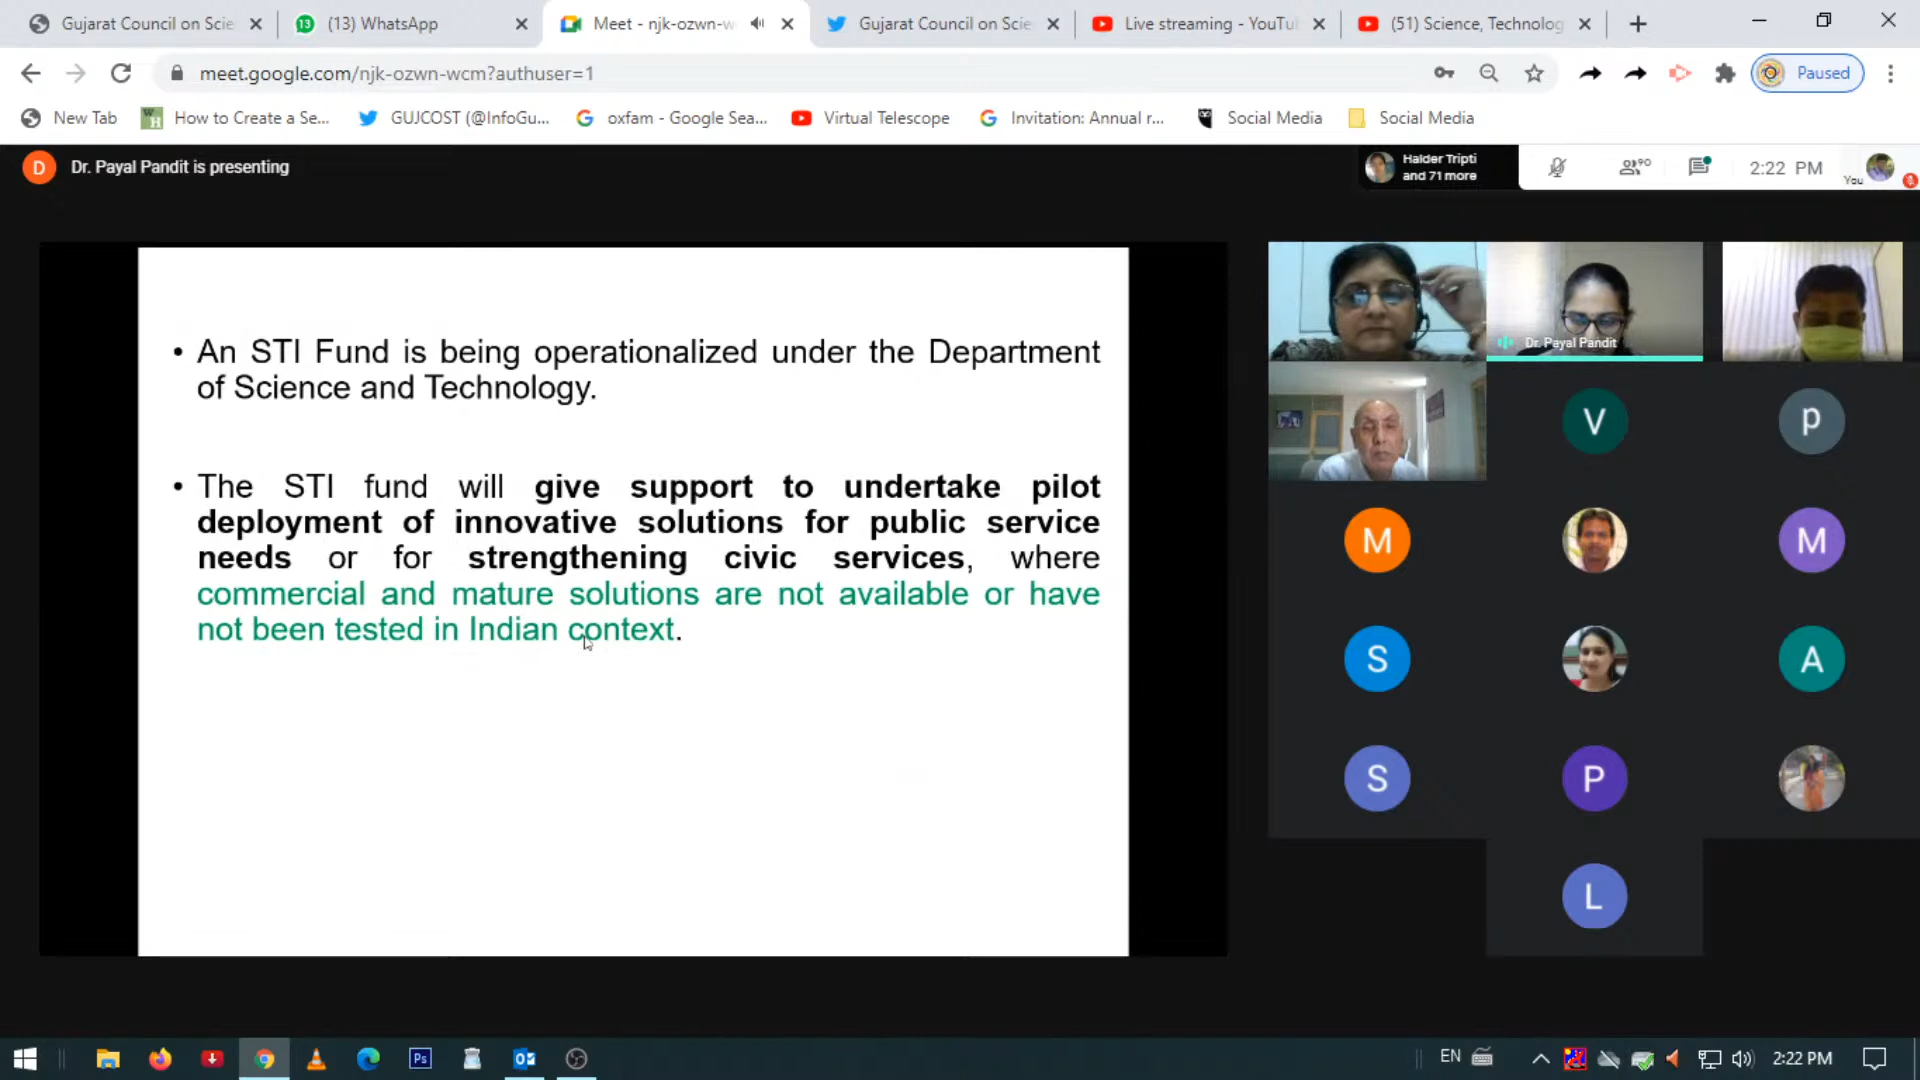 Gujarat Council on Scie
(13) WhatsApp
Meet - njk-ozwn-w
Gujarat Council on Scie
Live streaming - YouTu
(51) Science, Technolog
meet.google.com/njk-ozwn-wcm?authuser=1
Paused
New Tab
How to Create a Se...
GUJCOST (@InfoGu...
oxfam - Google Sea...
Virtual Telescope
Invitation: Annual r...
Social Media
Social Media
D
Dr. Payal Pandit is presenting
Halder Tripti
and 71 more
90
2:22 PM
You
• An STI Fund is being operationalized under the Department
of Science and Technology.
• The STI fund will give support to undertake pilot
deployment of innovative solutions for public service
needs or for strengthening civic services, where
commercial and mature solutions are not available or have
not been tested in Indian context.
Dr. Payal Pandit
V
p
M
M
S
A
S
P
L
Ps
EN
2:22 PM